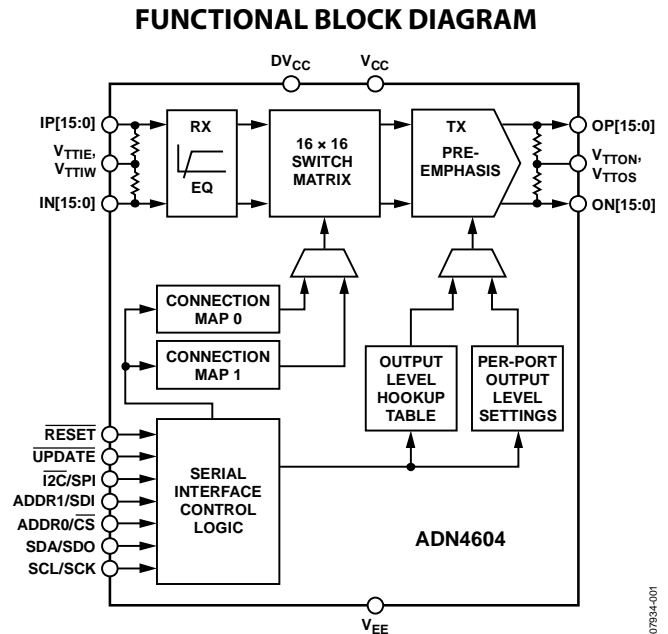 FUNCTIONAL BLOCK DIAGRAM
DVCC
VCC
IP[15:0]
VTTIE,
VTTIW
IN[15:0]
RX
EQ
16 × 16
SWITCH
MATRIX
TX
PRE-
EMPHASIS
OP[15:0]
VTTON,
VTTOS
ON[15:0]
CONNECTION
MAP 0
CONNECTION
MAP 1
OUTPUT
LEVEL
HOOKUP
TABLE
PER-PORT
OUTPUT
LEVEL
SETTINGS
RESET
UPDATE
I2C/SPI
ADDR1/SDI
ADDR0/CS
SDA/SDO
SCL/SCK
SERIAL
INTERFACE
CONTROL
LOGIC
ADN4604
VEE
07934-001